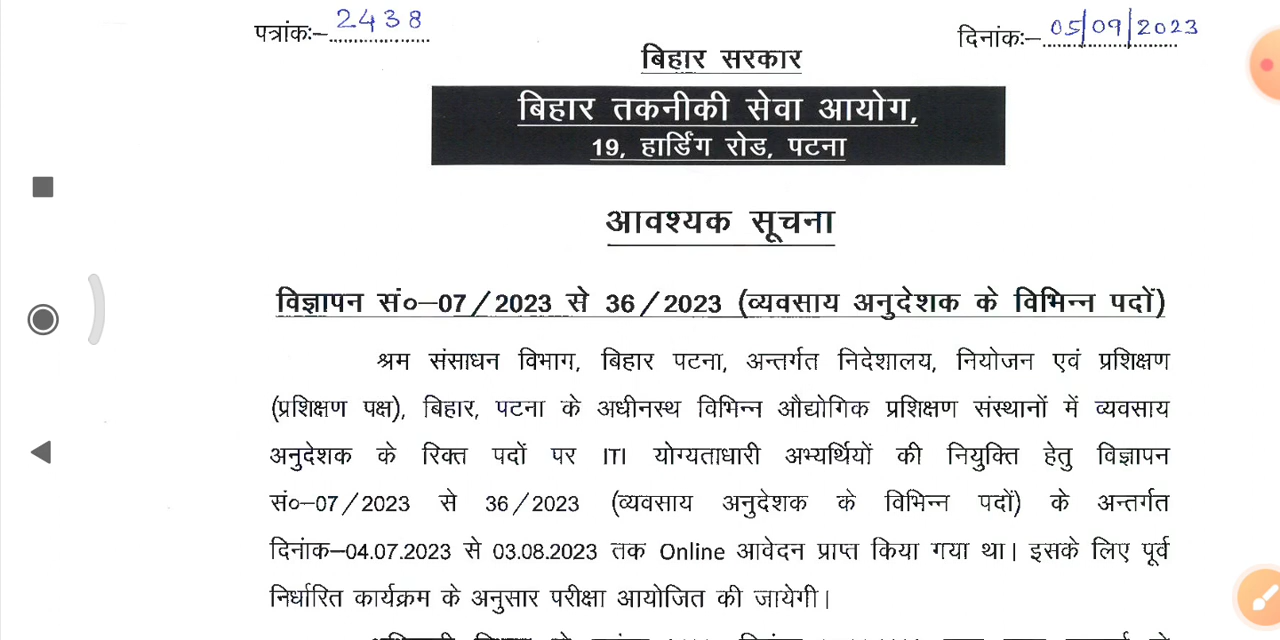 पत्रांकः–2438
दिनांकः–05/09/2023
बिहार सरकार
बिहार तकनीकी सेवा आयोग,
19, हार्डिंग रोड, पटना
आवश्यक सूचना
विज्ञापन सं०–07/2023 से 36/2023 (व्यवसाय अनुदेशक के विभिन्न पदों)
श्रम संसाधन विभाग, बिहार पटना, अन्तर्गत निदेशालय, नियोजन एवं प्रशिक्षण
(प्रशिक्षण पक्ष), बिहार, पटना के अधीनस्थ विभिन्न औद्योगिक प्रशिक्षण संस्थानों में व्यवसाय
अनुदेशक के रिक्त पदों पर ITI योग्यताधारी अभ्यर्थियों की नियुक्ति हेतु विज्ञापन
सं०–07/2023 से 36/2023 (व्यवसाय अनुदेशक के विभिन्न पदों) के अन्तर्गत
दिनांक–04.07.2023 से 03.08.2023 तक Online आवेदन प्राप्त किया गया था। इसके लिए पूर्व
निर्धारित कार्यक्रम के अनुसार परीक्षा आयोजित की जायेगी।